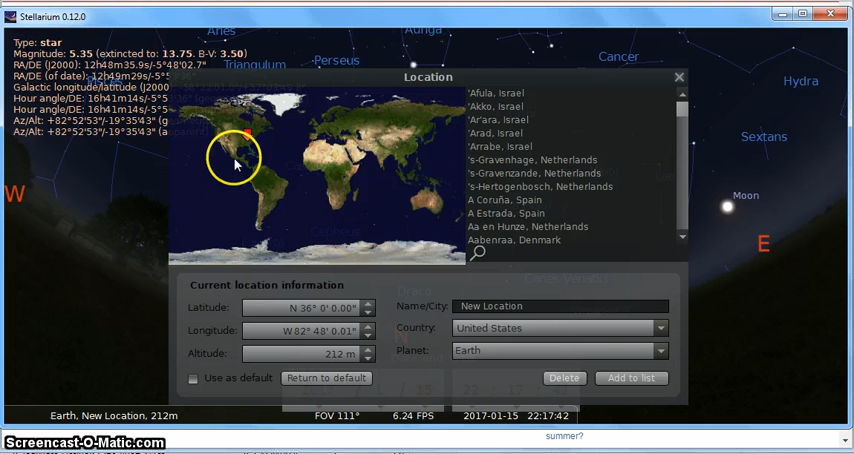 Stellarium 0.12.0
Type: star
Magnitude: 5.35 (extincted to: 13.75. B-V: 3.50)
RA/DE (J2000): 12h48m35.9s/-5°48'02.7"
RA/DE (of date): 12h49m29s/-5°53'36"
Galactic longitude/latitude (J2000)
Hour angle/DE: 16h41m14s/-5°5
Hour angle/DE: 16h41m14s/-5°5
Az/Alt: +82°52'53"/-19°35'43"
Az/Alt: +82°52'53"/-19°35'43" (apparent)
Aries
Triangulum
Perseus
Auriga
Cancer
Hydra
Sextans
Moon
W
E
Location
'Afula, Israel
'Akko, Israel
'Ar'ara, Israel
'Arad, Israel
'Arrabe, Israel
's-Gravenhage, Netherlands
's-Gravenzande, Netherlands
's-Hertogenbosch, Netherlands
A Coruña, Spain
A Estrada, Spain
Aa en Hunze, Netherlands
Aabenraa, Denmark
Current location information
Latitude: N 36° 0' 0.00"
Longitude: W 82° 48' 0.01"
Altitude: 212 m
Name/City: New Location
Country: United States
Planet: Earth
Use as default
Return to default
Delete
Add to list
Draco
Earth, New Location, 212m
FOV 111°
6.24 FPS
2017-01-15 22:17:42
summer?
Screencast-O-Matic.com